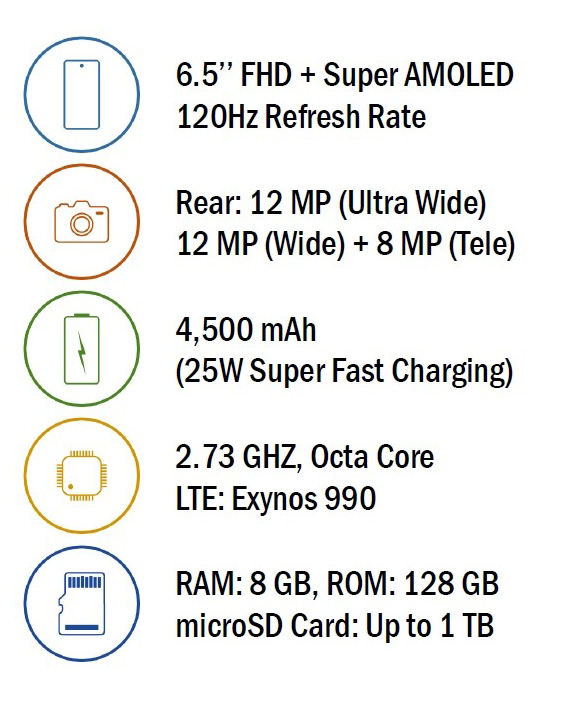 6.5’’ FHD + Super AMOLED
120Hz Refresh Rate
Rear: 12 MP (Ultra Wide)
12 MP (Wide) + 8 MP (Tele)
4,500 mAh
(25W Super Fast Charging)
2.73 GHZ, Octa Core
LTE: Exynos 990
RAM: 8 GB, ROM: 128 GB
microSD Card: Up to 1 TB